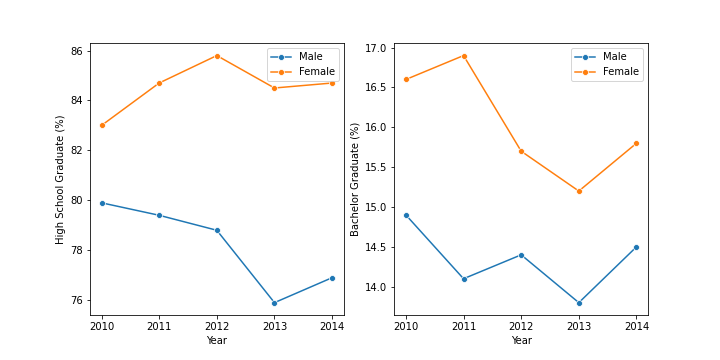 86
84
82
80
78
76
High School Graduate (%)
2010 2011 2012 2013 2014
Year
Male
Female
17.0
16.5
16.0
15.5
15.0
14.5
14.0
Bachelor Graduate (%)
2010 2011 2012 2013 2014
Year
Male
Female